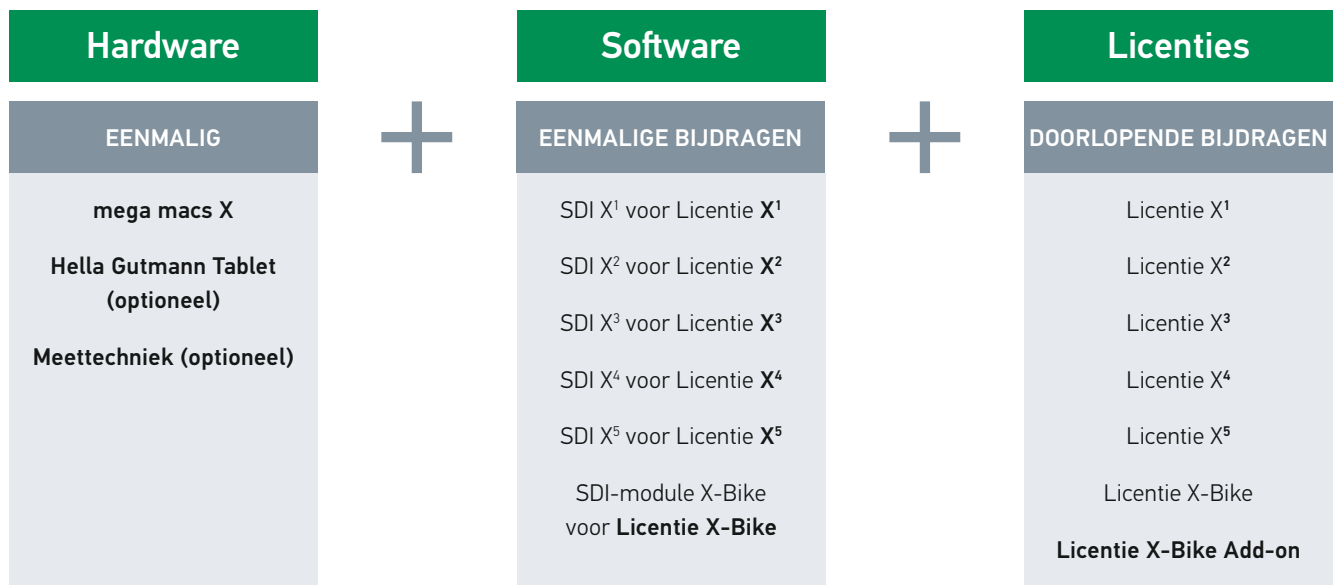 Hardware
EENMALIG
mega macs X
Hella Gutmann Tablet
(optioneel)
Meettechniek (optioneel)
+
Software
EENMALIGE BIJDRAGEN
SDI X¹ voor Licentie X¹
SDI X² voor Licentie X²
SDI X³ voor Licentie X³
SDI X⁴ voor Licentie X⁴
SDI X⁵ voor Licentie X⁵
SDI-module X-Bike
voor Licentie X-Bike
+
Licenties
DOORLOPENDE BIJDRAGEN
Licentie X¹
Licentie X²
Licentie X³
Licentie X⁴
Licentie X⁵
Licentie X-Bike
Licentie X-Bike Add-on